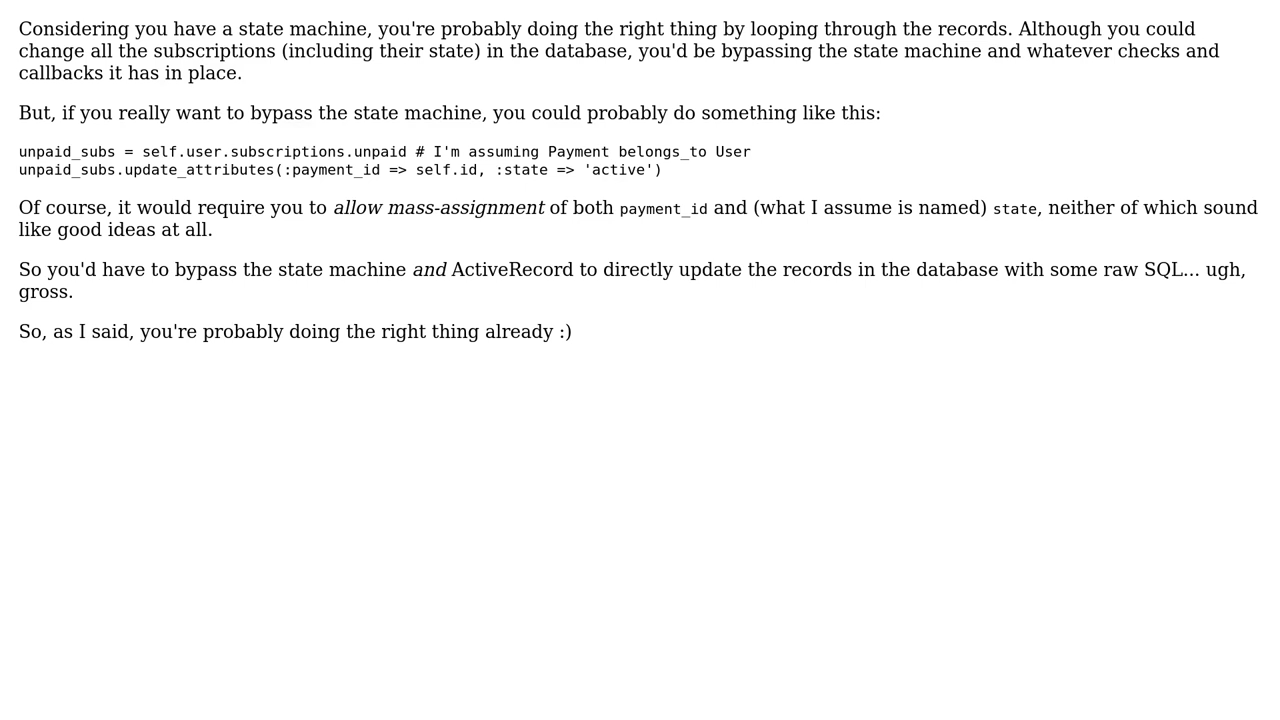 Considering you have a state machine, you're probably doing the right thing by looping through the records. Although you could
change all the subscriptions (including their state) in the database, you'd be bypassing the state machine and whatever checks and
callbacks it has in place.
But, if you really want to bypass the state machine, you could probably do something like this:
unpaid_subs = self.user.subscriptions.unpaid # I'm assuming Payment belongs_to User
unpaid_subs.update_attributes(:payment_id => self.id, :state => 'active')
Of course, it would require you to allow mass-assignment of both payment_id and (what I assume is named) state, neither of which sound
like good ideas at all.
So you'd have to bypass the state machine and ActiveRecord to directly update the records in the database with some raw SQL... ugh,
gross.
So, as I said, you're probably doing the right thing already :)